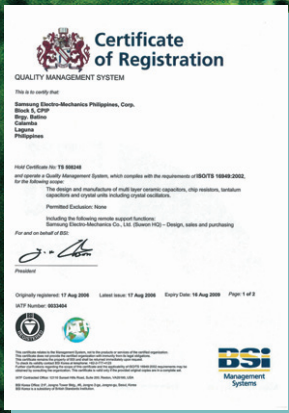 Certificate
of Registration
QUALITY MANAGEMENT SYSTEM
This is to certify that:
Samsung Electro-Mechanics Philippines, Corp.
Block 5, CPIP
Brgy. Batino
Calamba
Laguna
Philippines
Hold Certificate No: TS
and operate a Quality Management System, which complies with the requirements of ISO/TS 16949:2002,
for the following scope:
The design and manufacture of multi layer ceramic capacitors, chip resistors, tantalum
capacitors and crystal units including crystal oscillators.
Permitted Exclusion: None
Including the following remote support functions:
Samsung Electro-Mechanics Co., Ltd. (Suwon HQ) – Design, sales and purchasing
For and on behalf of BSI:
President
Originally registered: 17 Aug 2006 Latest issue: 17 Aug 2006 Expiry Date: 16 Aug 2009 Page: 1 of 2
IATF Number:
BSI
Management
Systems